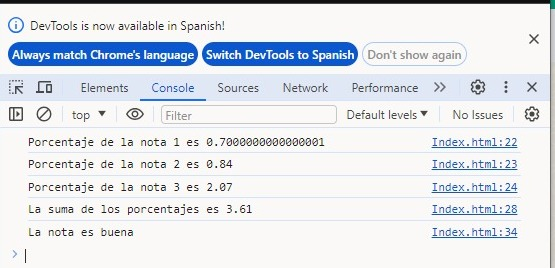 DevTools is now available in Spanish!
Always match Chrome's language Switch DevTools to Spanish Don't show again
Elements Console Sources Network Performance
top Filter Default levels No Issues
Porcentaje de la nota 1 es 0.7000000000000001 Index.html:22
Porcentaje de la nota 2 es 0.84 Index.html:23
Porcentaje de la nota 3 es 2.07 Index.html:24
La suma de los porcentajes es 3.61 Index.html:28
La nota es buena Index.html:34